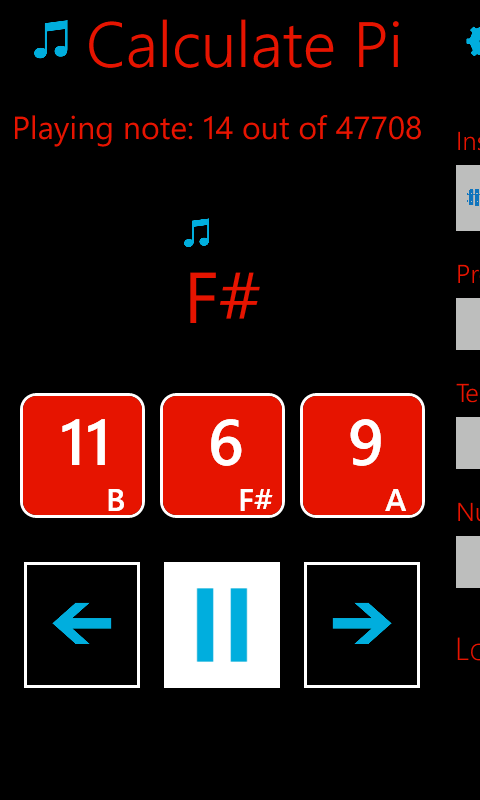 Calculate Pi
Playing note: 14 out of 47708
F#
11
B
6
F#
9
A
Ins
Pr
Te
Nu
Lo